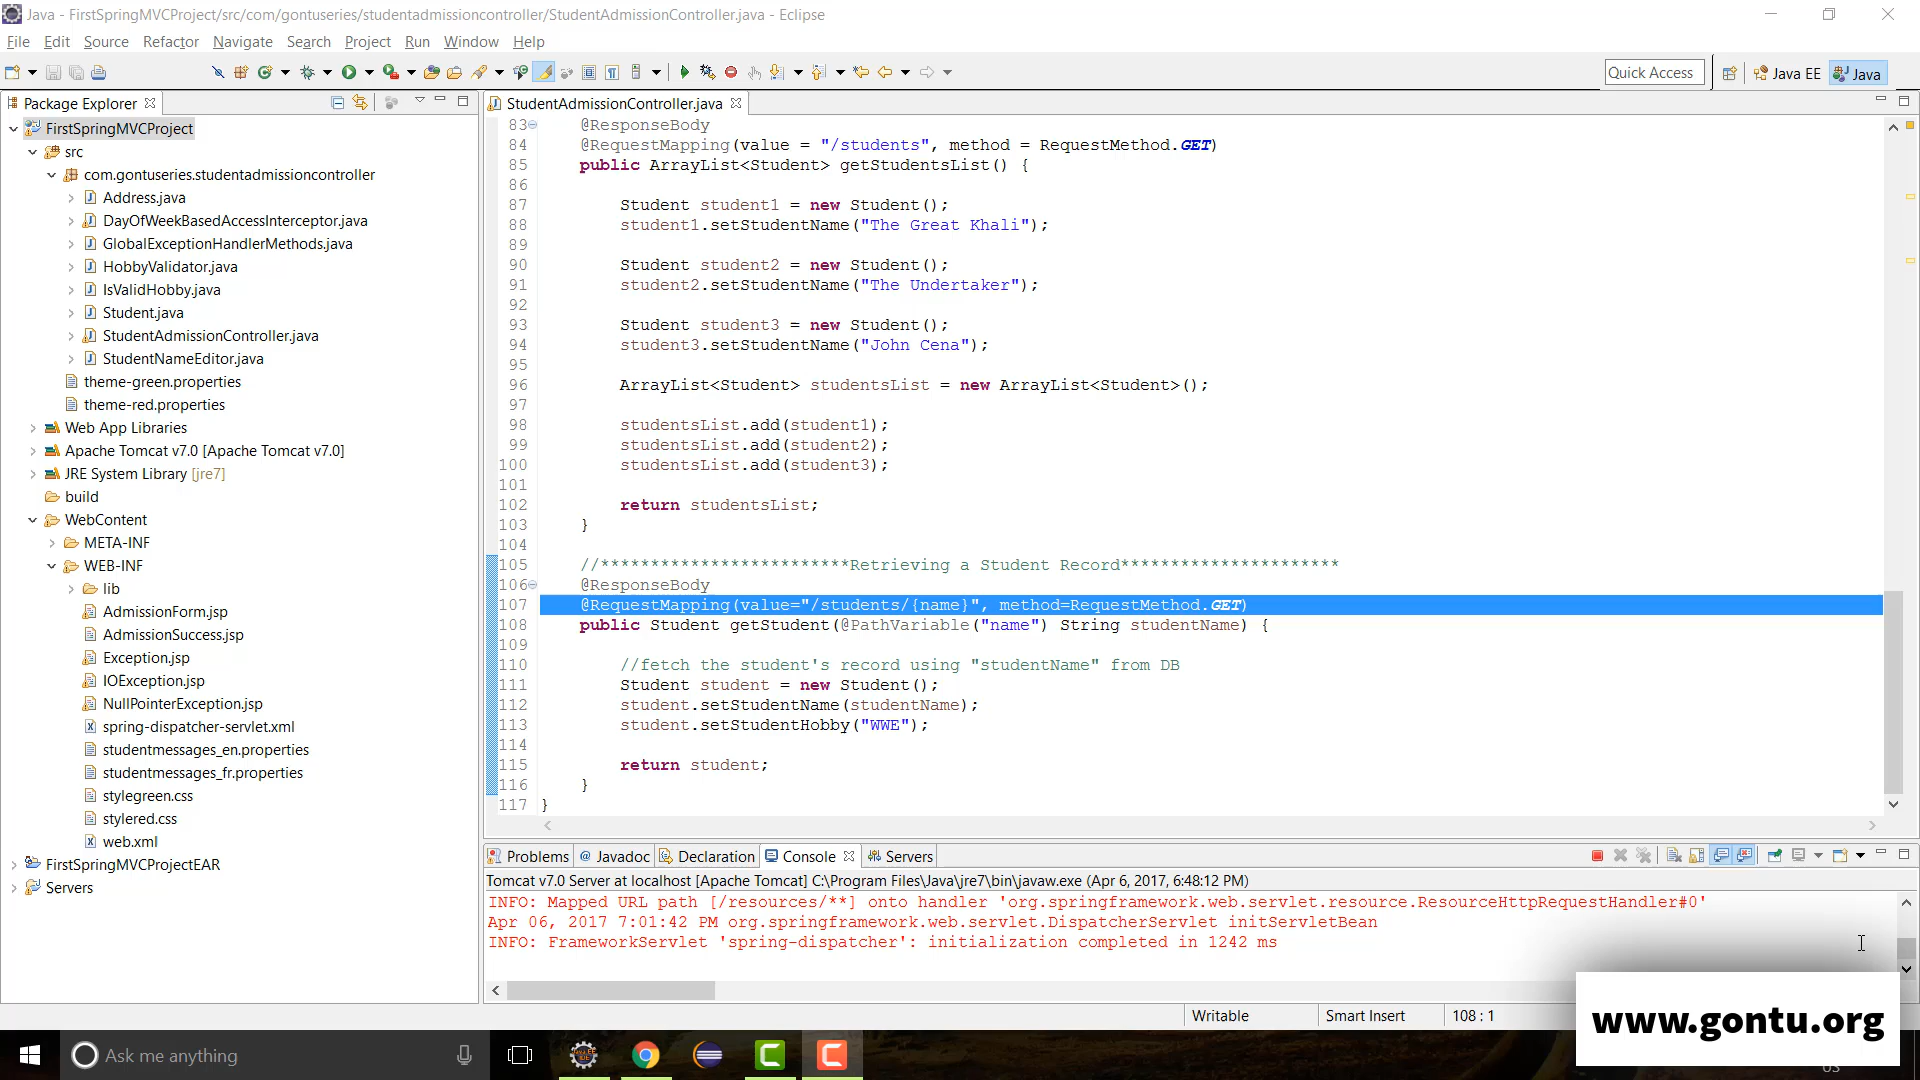 Java - FirstSpringMVCProject/src/com/gontuseries/studentadmissioncontroller/StudentAdmissionController.java - Eclipse
File Edit Source Refactor Navigate Search Project Run Window Help
Quick Access Java EE Java
Package Explorer
FirstSpringMVCProject
src
com.gontuseries.studentadmissioncontroller
Address.java
DayOfWeekBasedAccessInterceptor.java
GlobalExceptionHandlerMethods.java
HobbyValidator.java
IsValidHobby.java
Student.java
StudentAdmissionController.java
StudentNameEditor.java
theme-green.properties
theme-red.properties
Web App Libraries
Apache Tomcat v7.0 [Apache Tomcat v7.0]
JRE System Library [jre7]
build
WebContent
META-INF
WEB-INF
lib
AdmissionForm.jsp
AdmissionSuccess.jsp
Exception.jsp
IOException.jsp
NullPointerException.jsp
spring-dispatcher-servlet.xml
studentmessages_en.properties
studentmessages_fr.properties
stylegreen.css
stylered.css
web.xml
FirstSpringMVCProjectEAR
Servers
StudentAdmissionController.java
83 @ResponseBody
84 @RequestMapping(value = "/students", method = RequestMethod.GET)
85 public ArrayList<Student> getStudentsList() {
86
87 Student student1 = new Student();
88 student1.setStudentName("The Great Khali");
89
90 Student student2 = new Student();
91 student2.setStudentName("The Undertaker");
92
93 Student student3 = new Student();
94 student3.setStudentName("John Cena");
95
96 ArrayList<Student> studentsList = new ArrayList<Student>();
97
98 studentsList.add(student1);
99 studentsList.add(student2);
100 studentsList.add(student3);
101
102 return studentsList;
103 }
104
105 //*************************Retrieving a Student Record**********************
106 @ResponseBody
107 @RequestMapping(value="/students/{name}", method=RequestMethod.GET)
108 public Student getStudent(@PathVariable("name") String studentName) {
109
110 //fetch the student's record using "studentName" from DB
111 Student student = new Student();
112 student.setStudentName(studentName);
113 student.setStudentHobby("WWE");
114
115 return student;
116 }
117 }
Problems @ Javadoc Declaration Console Servers
Tomcat v7.0 Server at localhost [Apache Tomcat] C:\Program Files\Java\jre7\bin\javaw.exe (Apr 6, 2017, 6:48:12 PM)
INFO: Mapped URL path [/resources/**] onto handler 'org.springframework.web.servlet.resource.ResourceHttpRequestHandler#0'
Apr 06, 2017 7:01:42 PM org.springframework.web.servlet.DispatcherServlet initServletBean
INFO: FrameworkServlet 'spring-dispatcher': initialization completed in 1242 ms
Writable Smart Insert 108 : 1
www.gontu.org
Ask me anything